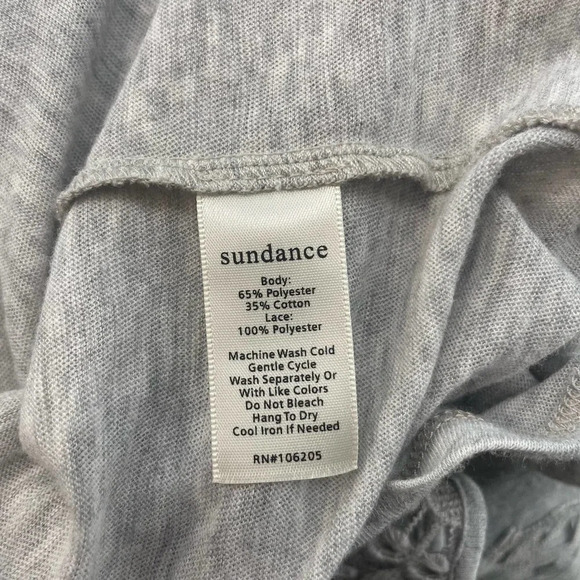 sundance
Body:
65% Polyester
35% Cotton
Lace:
100% Polyester
Machine Wash Cold
Gentle Cycle
Wash Separately Or
With Like Colors
Do Not Bleach
Hang To Dry
Cool Iron If Needed
RN#106205